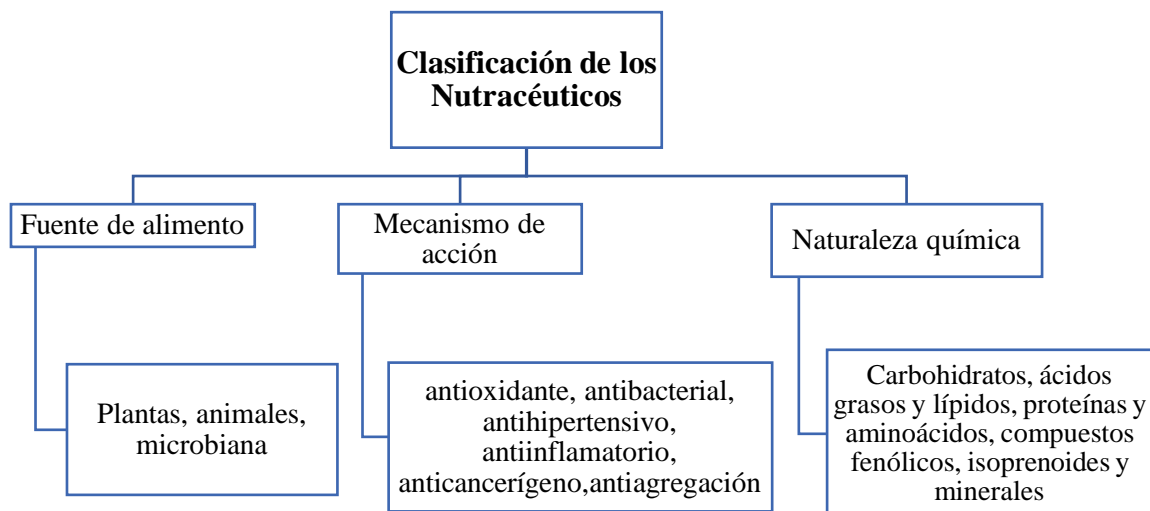 Clasificación de los
Nutracéuticos
Fuente de alimento
Mecanismo de
acción
Naturaleza química
Plantas, animales,
microbiana
antioxidante, antibacterial,
antihipertensivo,
antiinflamatorio,
anticancerígeno,antiagregación
Carbohidratos, ácidos
grasos y lípidos, proteínas y
aminoácidos, compuestos
fenólicos, isoprenoides y
minerales